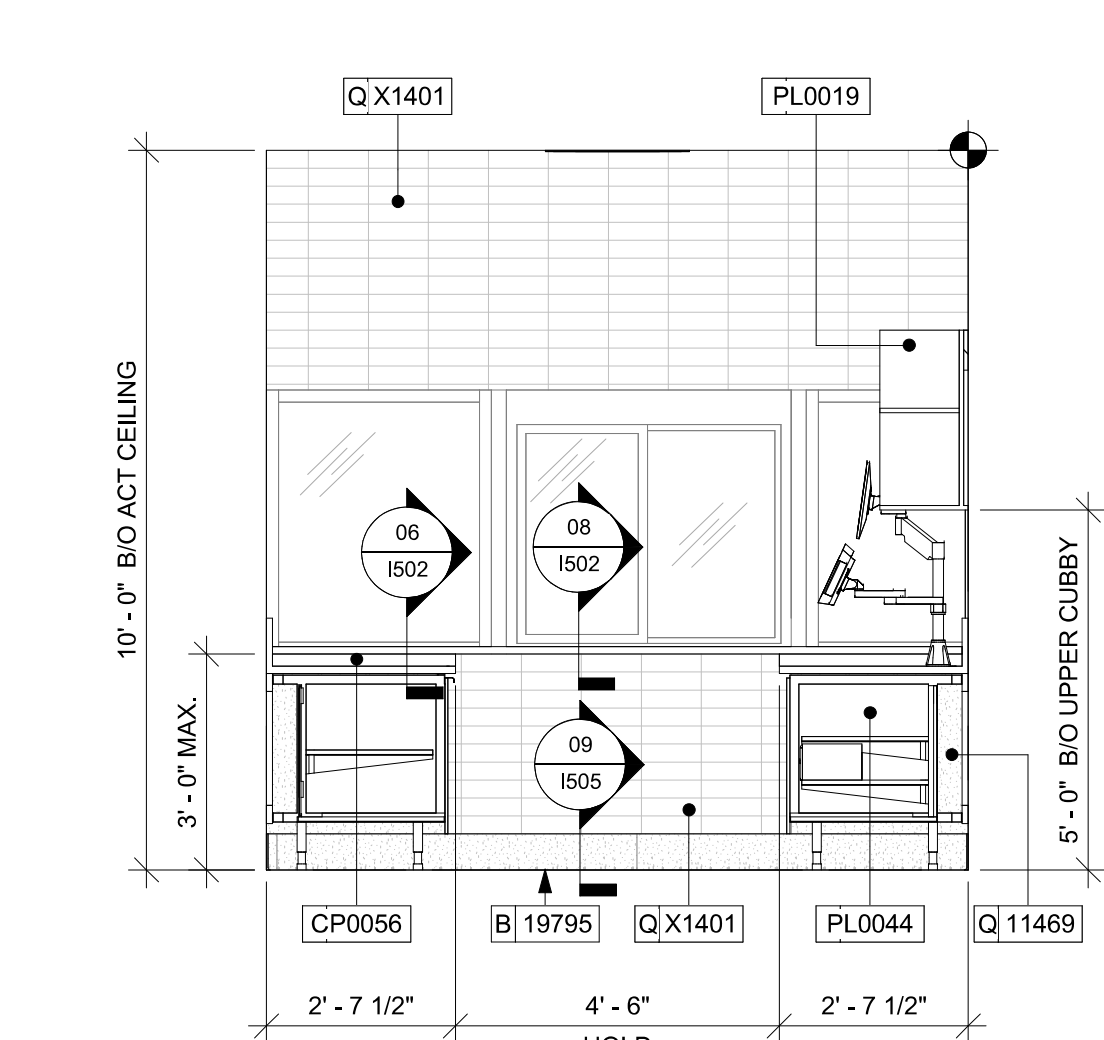 Q X1401
PL0019
10' - 0" B/O ACT CEILING
06
I502
08
I502
3' - 0" MAX.
09
I505
5' - 0" B/O UPPER CUBBY
CP0056
B 19795
Q X1401
PL0044
Q 11469
2' - 7 1/2"
4' - 6"
2' - 7 1/2"
HOLD